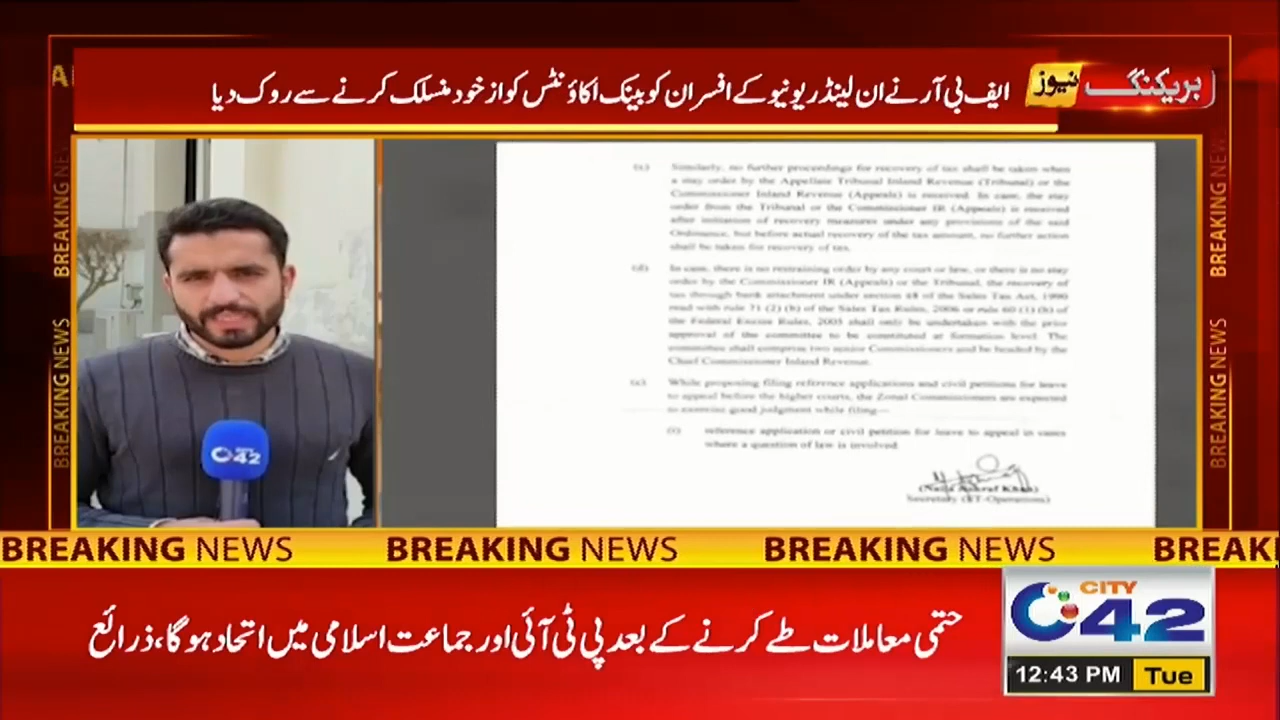 ایف بی آر نے ان لینڈ ریونیو کے افسران کو بینک اکاؤنٹس کو از خود منسلک کرنے سے روک دیا
بریکنگ نیوز
BREAKING NEWS
BREAKING NEWS
BREAKING NEWS
BREAKING NEWS
Similarly, no further proceedings for recovery of tax shall be taken when
a stay order by the Appellate Tribunal Inland Revenue (Tribunal) or the
Commissioner Inland Revenue (Appeals) is received. In case, the stay
order from the Tribunal or the Commissioner IR (Appeals) is received
after initiation of recovery measures under any provisions of the said
Ordinance, but before actual recovery of the tax amount, no further action
shall be taken for recovery of tax.
(d) In case, there is no restraining order by any court or law, or there is no stay
order by the Commissioner IR (Appeals) or the Tribunal, the recovery of
tax through bank attachment under section 48 of the Sales Tax Act, 1990
read with rule 71 (2) (b) of the Sales Tax Rules, 2006 or rule 60 (1) (b) of
the Federal Excise Rules, 2005 shall only be undertaken with the prior
approval of the committee to be constituted at formation level. The
committee shall comprise two senior Commissioners and be headed by the
Chief Commissioner Inland Revenue.
While proposing filing reference applications and civil petitions for leave
to appeal before the higher courts, the Zonal Commissioners are expected
to exercise good judgment while filing—
(i) reference application or civil petition for leave to appeal in cases
where a question of law is involved
Ashraf Khan)
Secretary (IT-Operations)
42
BREAKING NEWS BREAKING NEWS BREAKING NEWS BREAK
حتمی معاملات طے کرنے کے بعد پی ٹی آئی اور جماعت اسلامی میں اتحاد ہوگا، ذرائع
CITY
42
12:43 PM Tue